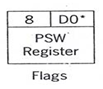 8 D0*
PSW
Register
Flags